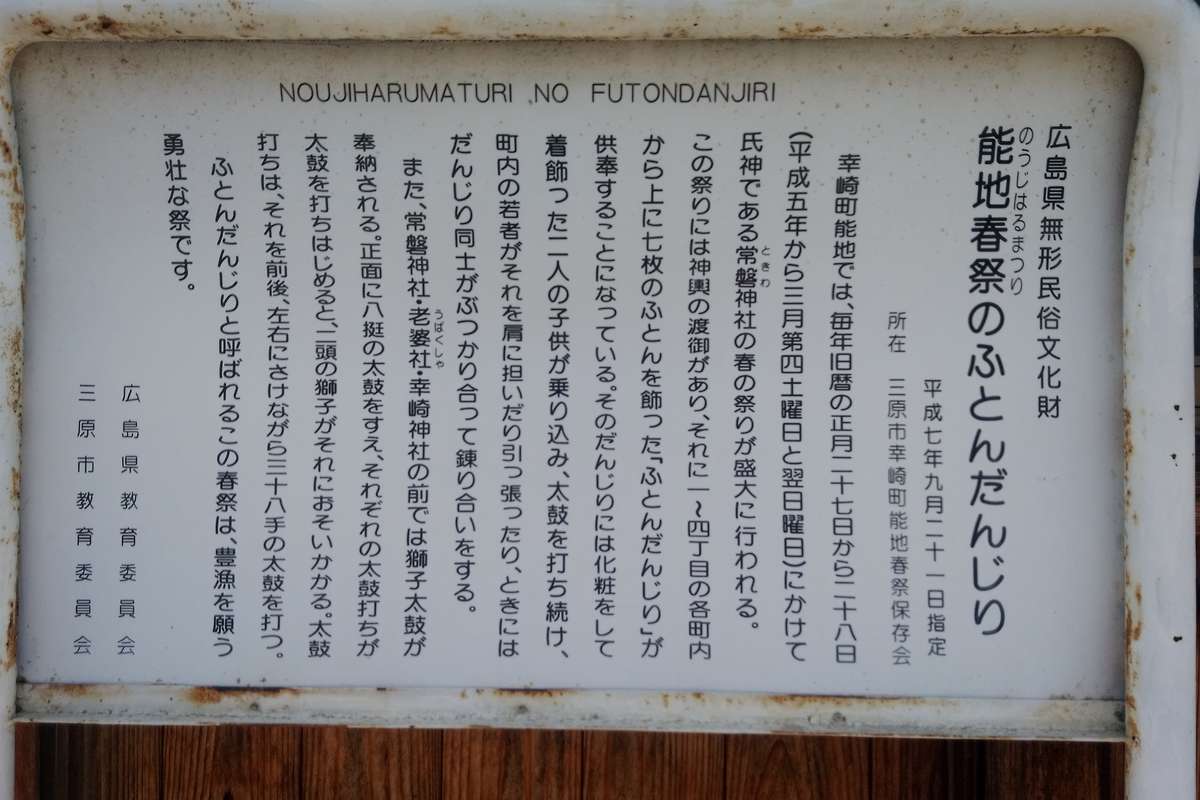 NOUJIHARUMATURI NO FUTONDANJIRI
広島県無形民俗文化財
のうじはるまつり
能地春祭のふとんだんじり
平成七年九月二十一日指定
所在 三原市幸崎町能地春祭保存会
幸崎町能地では、毎年旧暦の正月二十七日から二十八日
(平成五年から三月第四土曜日と翌日曜日)にかけて
ときわ
氏神である常磐神社の春の祭りが盛大に行われる。
この祭りには神輿の渡御があり、それに一〜四丁目の各町内
から上に七枚のふとんを飾った「ふとんだんじり」が
供奉することになっている。そのだんじりには化粧をして
着飾った二人の子供が乗り込み、太鼓を打ち続け、
町内の若者がそれを肩に担いだり引っ張ったり、ときには
だんじり同士がぶつかり合って錬り合いをする。
うばくしゃ
また、常磐神社・老婆社・幸崎神社の前では獅子太鼓が
奉納される。正面に八挺の太鼓をすえ、それぞれの太鼓打ちが
太鼓を打ちはじめると、二頭の獅子がそれにおそいかかる。太鼓
打ちは、それを前後、左右にさけながら三十八手の太鼓を打つ。
ふとんだんじりと呼ばれるこの春祭は、豊漁を願う
勇壮な祭です。
広島県教育委員会
三原市教育委員会